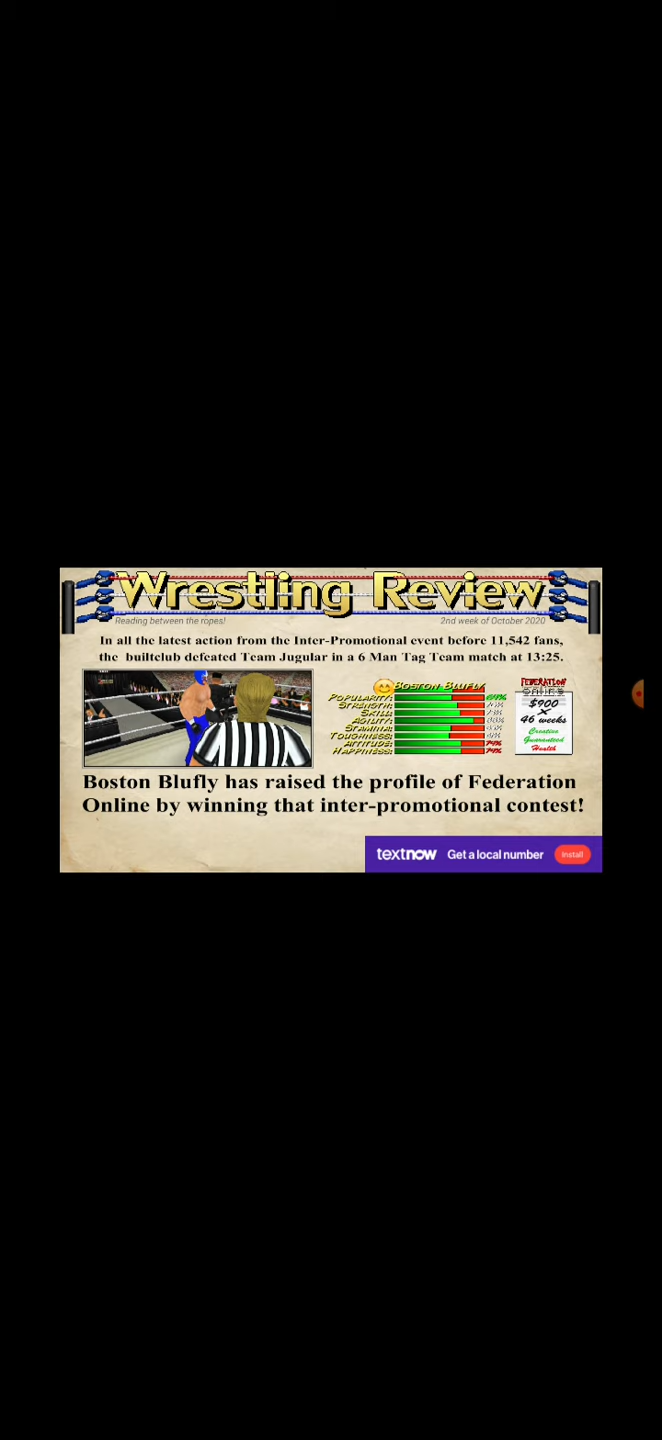 Wrestling Review
Reading between the ropes!
2nd week of October 2020
In all the latest action from the Inter-Promotional event before 11,542 fans,
the builtclub defeated Team Jugular in a 6 Man Tag Team match at 13:25.
Boston Blufly
Popularity:
Strength:
Skill:
Agility:
Stamina:
Toughness:
Attitude: 74%
Happiness: 74%
Federation
Online
$900
X
46 weeks
Creative
Guaranteed
Health
Boston Blufly has raised the profile of Federation
Online by winning that inter-promotional contest!
textnow Get a local number Install